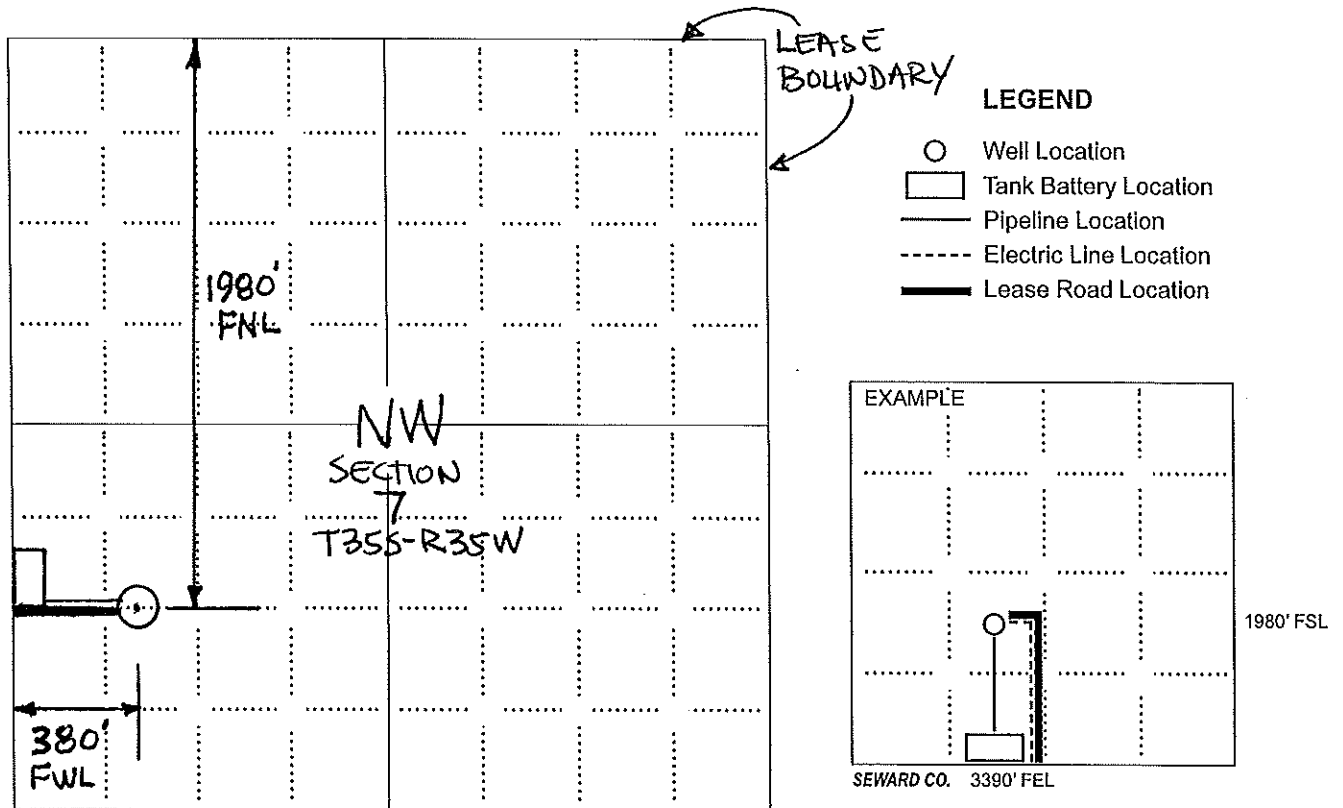 LEASE
BOUNDARY
1980'
FNL
NW
SECTION
7
T35S-R35W
380'
FWL
LEGEND
Well Location
Tank Battery Location
Pipeline Location
Electric Line Location
Lease Road Location
EXAMPLE
1980' FSL
SEWARD CO. 3390' FEL